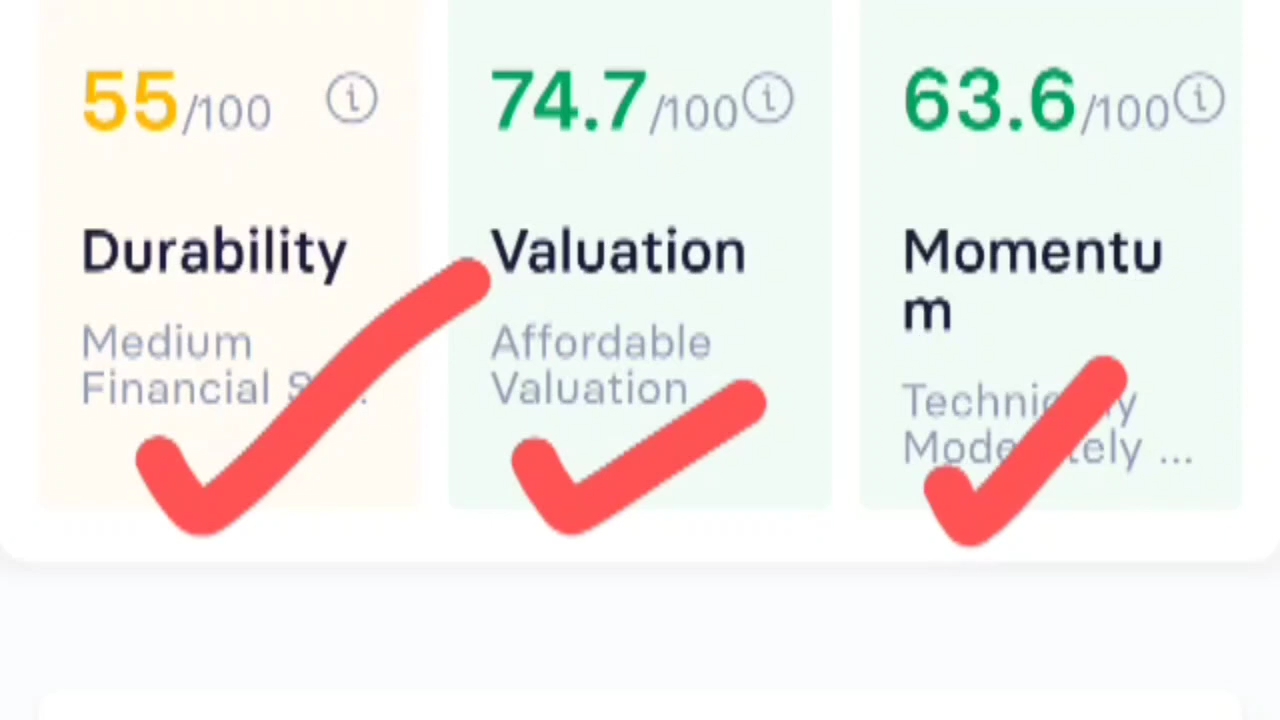 55/100
Durability
Medium
Financial
74.7/100
Valuation
Affordable
Valuation
63.6/100
Momentu
m
...